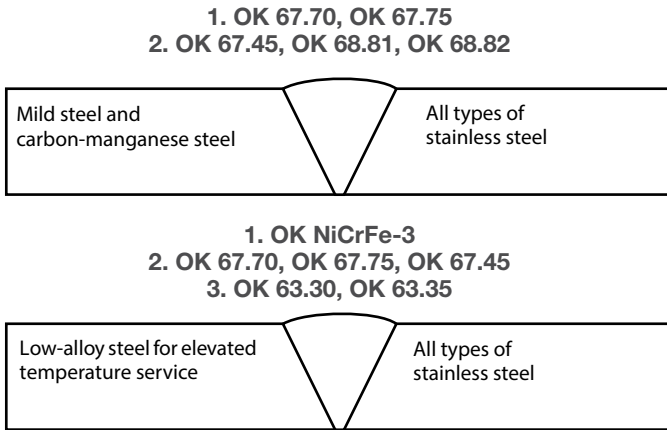 1. OK 67.70, OK 67.75
2. OK 67.45, OK 68.81, OK 68.82
Mild steel and
carbon-manganese steel
All types of
stainless steel
1. OK NiCrFe-3
2. OK 67.70, OK 67.75, OK 67.45
3. OK 63.30, OK 63.35
Low-alloy steel for elevated
temperature service
All types of
stainless steel